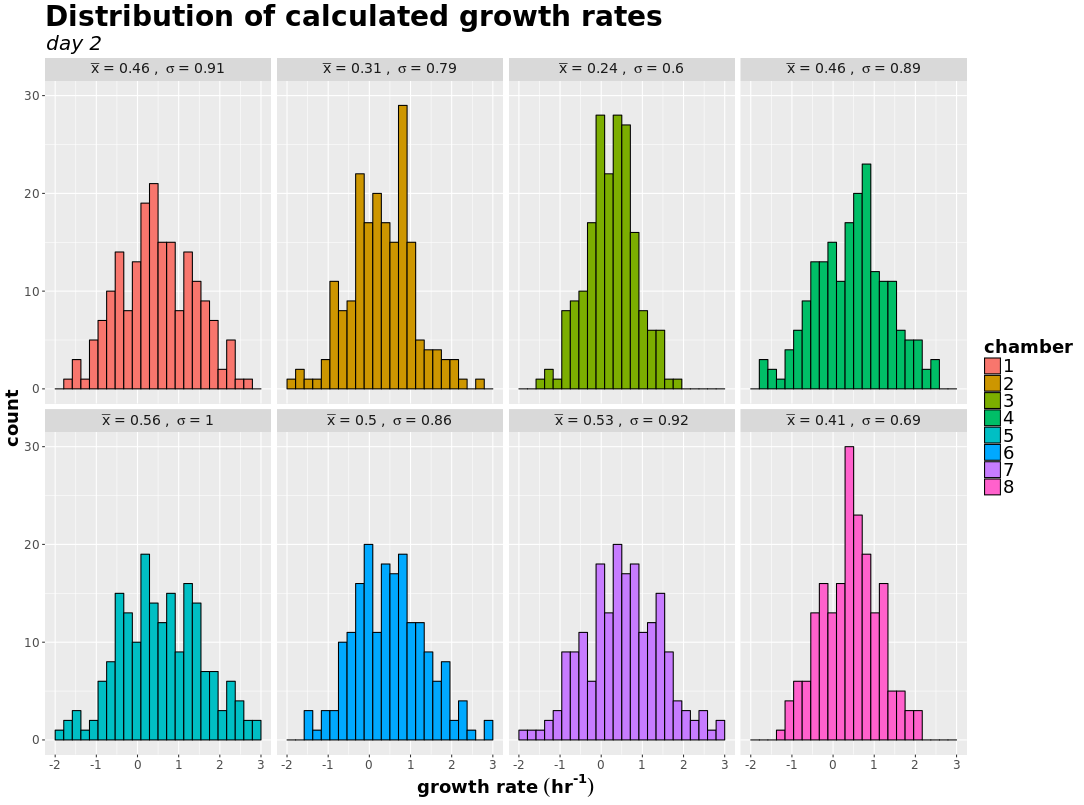 Distribution of calculated growth rates
day 2
x̅ = 0.46 , σ = 0.91
x̅ = 0.31 , σ = 0.79
x̅ = 0.24 , σ = 0.6
x̅ = 0.46 , σ = 0.89
30
20
10
0
x̅ = 0.56 , σ = 1
x̅ = 0.5 , σ = 0.86
x̅ = 0.53 , σ = 0.92
x̅ = 0.41 , σ = 0.69
30
20
10
0
-2 -1 0 1 2 3
-2 -1 0 1 2 3
-2 -1 0 1 2 3
-2 -1 0 1 2 3
growth rate (hr⁻¹)
count
chamber
1
2
3
4
5
6
7
8